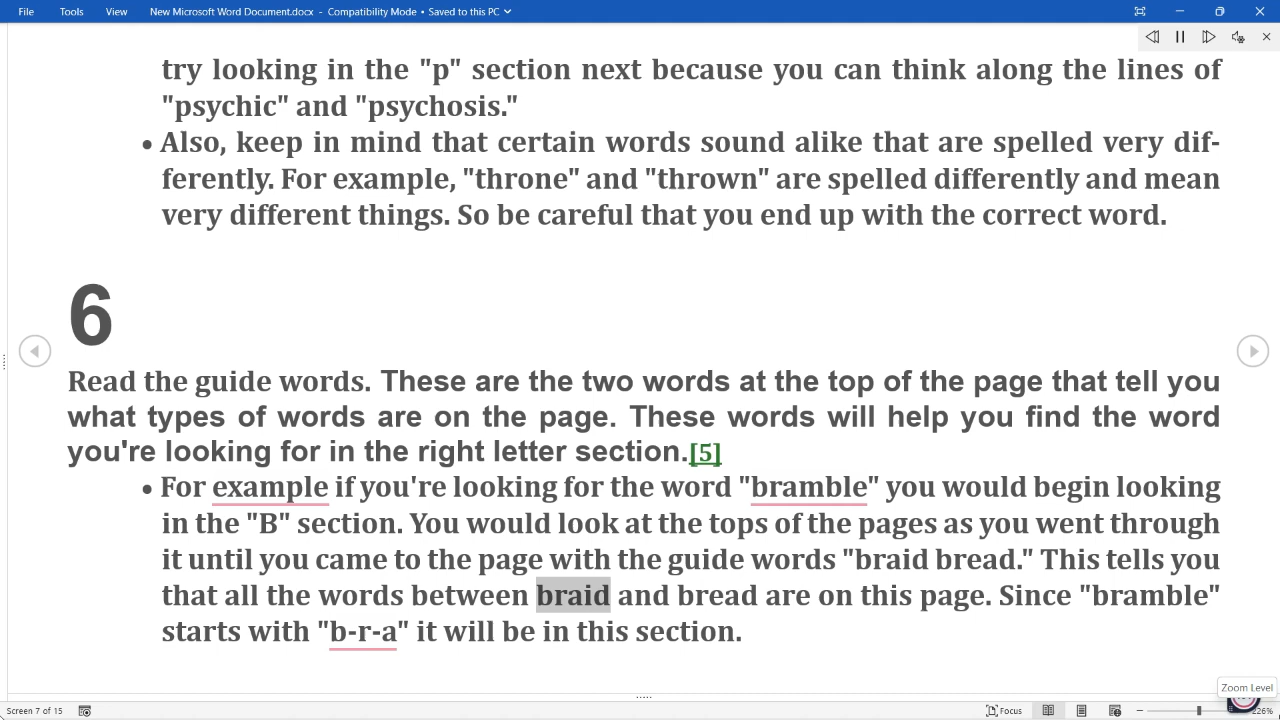 File Tools View New Microsoft Word Document.docx - Compatibility Mode • Saved to this PC
try looking in the "p" section next because you can think along the lines of
"psychic" and "psychosis."
• Also, keep in mind that certain words sound alike that are spelled very dif-
ferently. For example, "throne" and "thrown" are spelled differently and mean
very different things. So be careful that you end up with the correct word.
6
Read the guide words. These are the two words at the top of the page that tell you
what types of words are on the page. These words will help you find the word
you're looking for in the right letter section.[5]
• For example if you're looking for the word "bramble" you would begin looking
in the "B" section. You would look at the tops of the pages as you went through
it until you came to the page with the guide words "braid bread." This tells you
that all the words between braid and bread are on this page. Since "bramble"
starts with "b-r-a" it will be in this section.
Zoom Level
Screen 7 of 15 Focus 226%